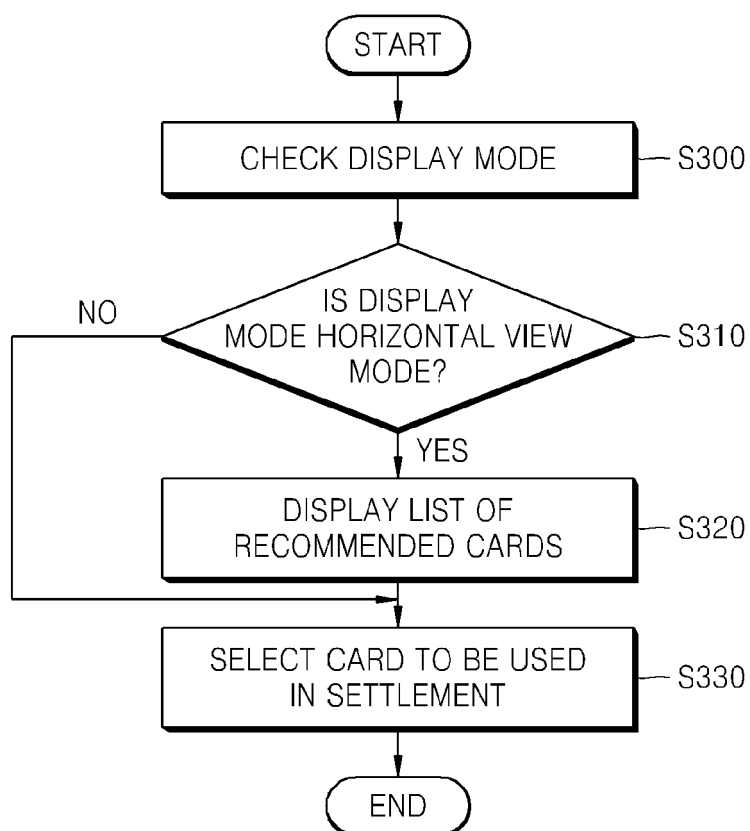 START
CHECK DISPLAY MODE
S300
IS DISPLAY
MODE HORIZONTAL VIEW
MODE?
S310
NO
YES
DISPLAY LIST OF
RECOMMENDED CARDS
S320
SELECT CARD TO BE USED
IN SETTLEMENT
S330
END